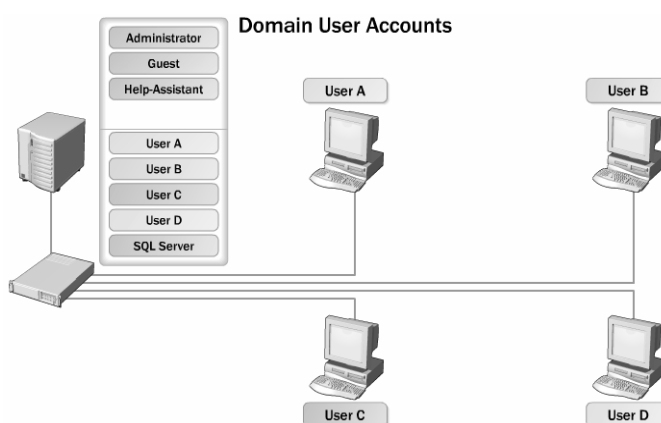 Domain User Accounts
Administrator
Guest
Help-Assistant
User A
User B
User C
User D
SQL Server
User A
User B
User C
User D